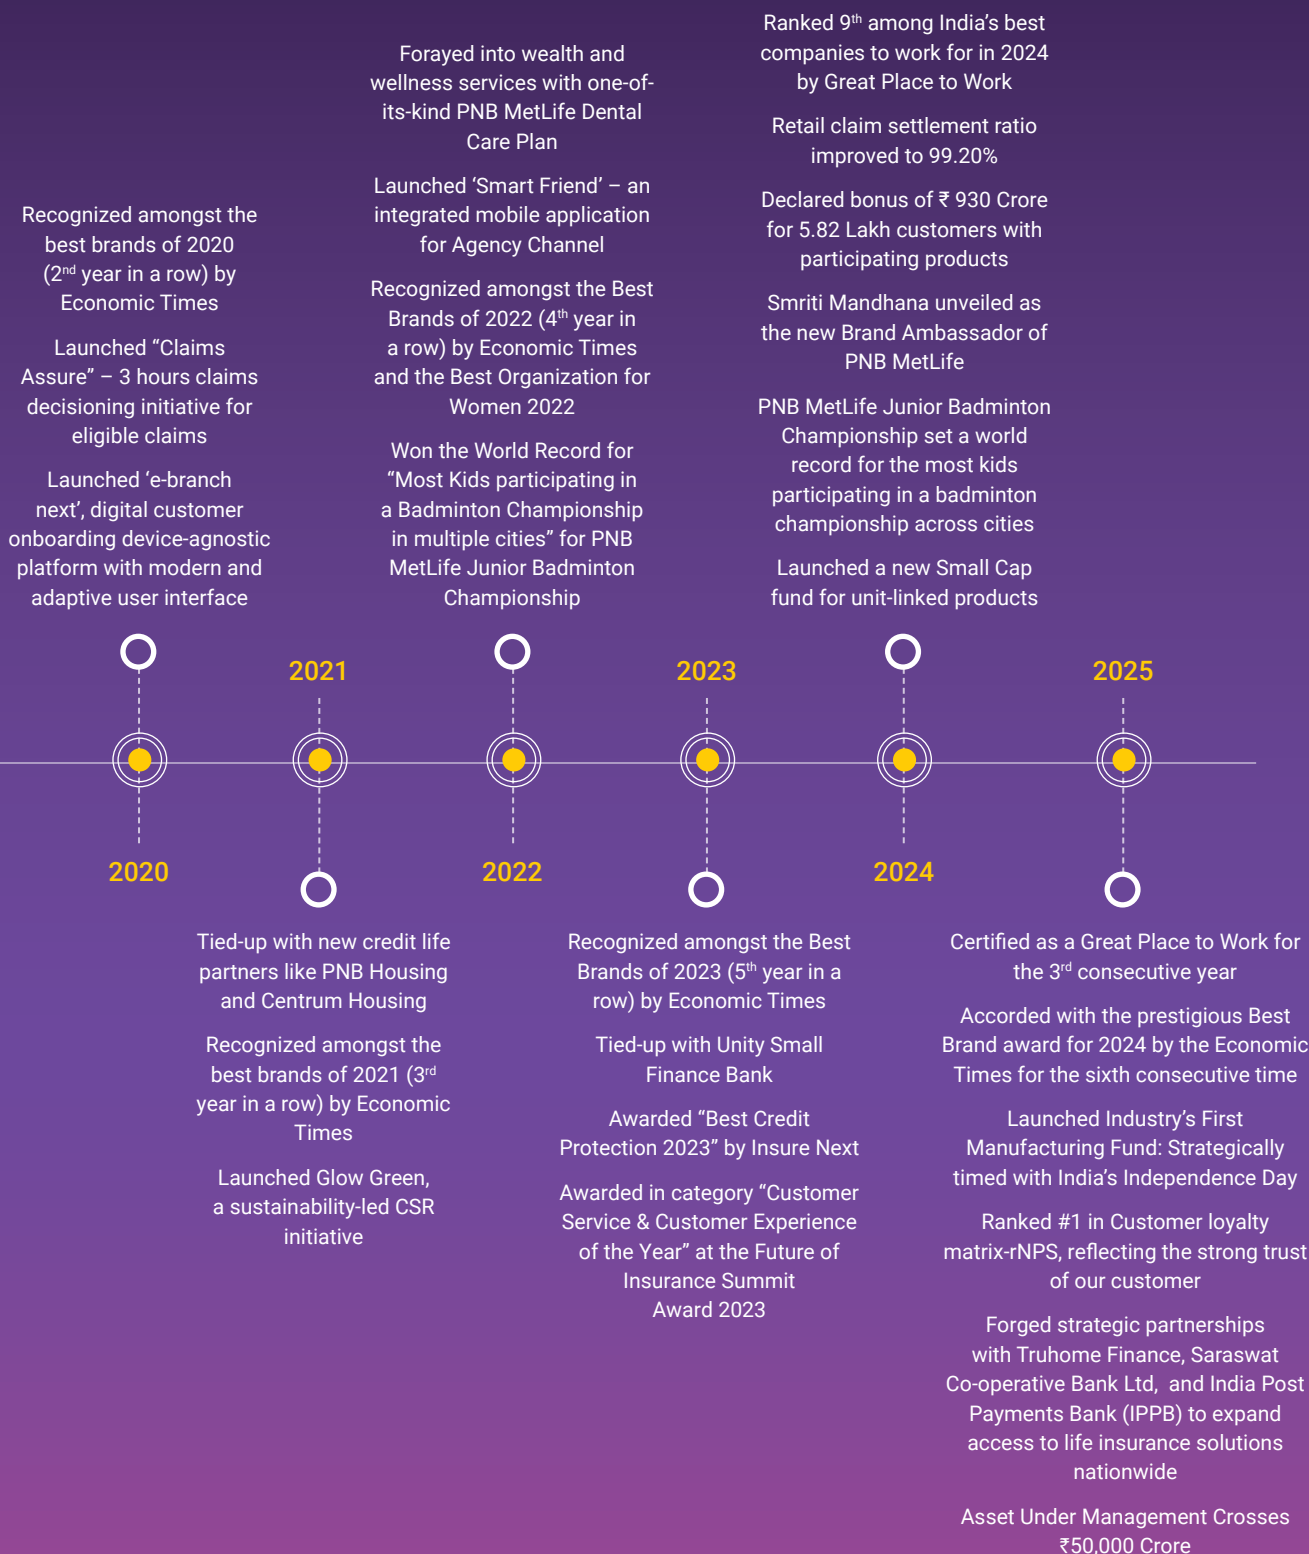 Recognized amongst the
best brands of 2020
(2nd year in a row) by
Economic Times
Launched “Claims
Assure” – 3 hours claims
decisioning initiative for
eligible claims
Launched ‘e-branch
next’, digital customer
onboarding device-agnostic
platform with modern and
adaptive user interface
2020
2021
Tied-up with new credit life
partners like PNB Housing
and Centrum Housing
Recognized amongst the
best brands of 2021 (3rd
year in a row) by Economic
Times
Launched Glow Green,
a sustainability-led CSR
initiative
Forayed into wealth and
wellness services with one-of-
its-kind PNB MetLife Dental
Care Plan
Launched ‘Smart Friend’ – an
integrated mobile application
for Agency Channel
Recognized amongst the Best
Brands of 2022 (4th year in
a row) by Economic Times
and the Best Organization for
Women 2022
Won the World Record for
“Most Kids participating in
a Badminton Championship
in multiple cities” for PNB
MetLife Junior Badminton
Championship
2022
2023
Recognized amongst the Best
Brands of 2023 (5th year in a
row) by Economic Times
Tied-up with Unity Small
Finance Bank
Awarded “Best Credit
Protection 2023” by Insure Next
Awarded in category “Customer
Service & Customer Experience
of the Year” at the Future of
Insurance Summit
Award 2023
Ranked 9th among India’s best
companies to work for in 2024
by Great Place to Work
Retail claim settlement ratio
improved to 99.20%
Declared bonus of ₹ 930 Crore
for 5.82 Lakh customers with
participating products
Smriti Mandhana unveiled as
the new Brand Ambassador of
PNB MetLife
PNB MetLife Junior Badminton
Championship set a world
record for the most kids
participating in a badminton
championship across cities
Launched a new Small Cap
fund for unit-linked products
2024
2025
Certified as a Great Place to Work for
the 3rd consecutive year
Accorded with the prestigious Best
Brand award for 2024 by the Economic
Times for the sixth consecutive time
Launched Industry’s First
Manufacturing Fund: Strategically
timed with India’s Independence Day
Ranked #1 in Customer loyalty
matrix-rNPS, reflecting the strong trust
of our customer
Forged strategic partnerships
with Truhome Finance, Saraswat
Co-operative Bank Ltd, and India Post
Payments Bank (IPPB) to expand
access to life insurance solutions
nationwide
Asset Under Management Crosses
₹50,000 Crore